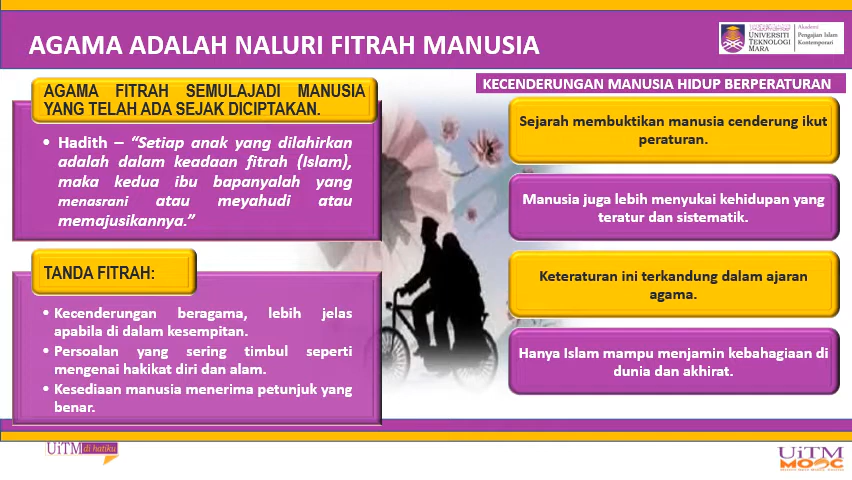 AGAMA ADALAH NALURI FITRAH MANUSIA
UNIVERSITI
TEKNOLOGI
MARA
Akademi
Pengajian Islam
Kontemporari
AGAMA FITRAH SEMULAJADI MANUSIA
YANG TELAH ADA SEJAK DICIPTAKAN.
• Hadith – “Setiap anak yang dilahirkan
adalah dalam keadaan fitrah (Islam),
maka kedua ibu bapanyalah yang
menasrani atau meyahudi atau
memajusikannya.”
TANDA FITRAH:
• Kecenderungan beragama, lebih jelas
apabila di dalam kesempitan.
• Persoalan yang sering timbul seperti
mengenai hakikat diri dan alam.
• Kesediaan manusia menerima petunjuk yang
benar.
KECENDERUNGAN MANUSIA HIDUP BERPERATURAN
Sejarah membuktikan manusia cenderung ikut
peraturan.
Manusia juga lebih menyukai kehidupan yang
teratur dan sistematik.
Keteraturan ini terkandung dalam ajaran
agama.
Hanya Islam mampu menjamin kebahagiaan di
dunia dan akhirat.
UiTM di hatiku
UiTM
MOOC